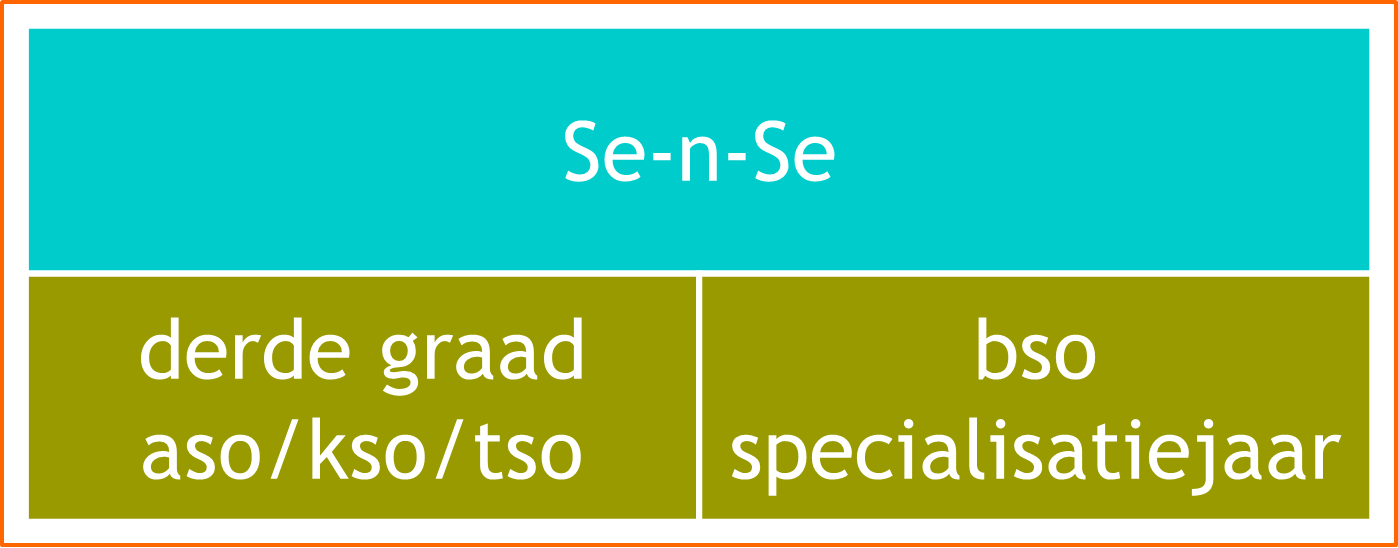 Se-n-Se
derde graad
aso/kso/tso
bso
specialisatiejaar